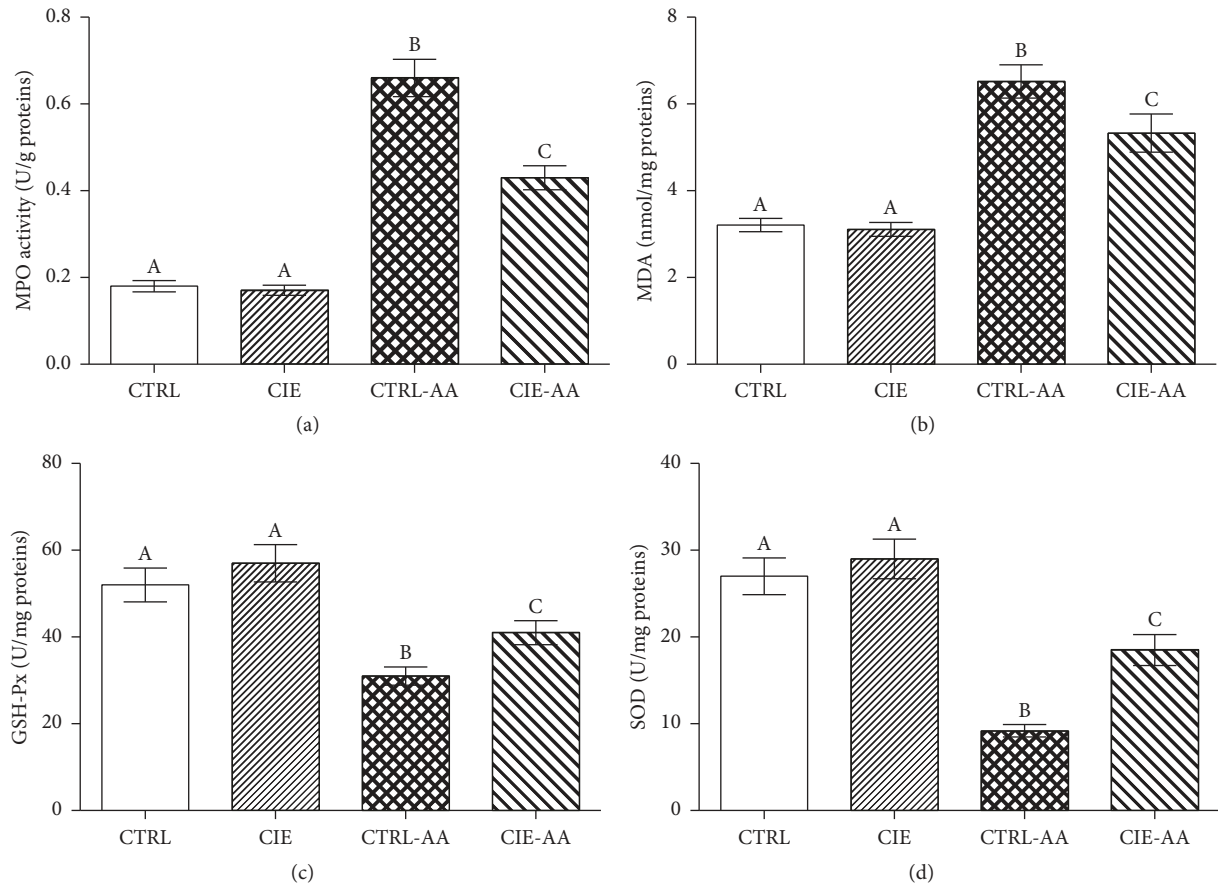 MPO activity (U/g proteins)
0.8
0.6
0.4
0.2
0.0
A
A
B
C
CTRL
CIE
CTRL-AA
CIE-AA
(a)
MDA (nmol/mg proteins)
8
6
4
2
0
A
A
B
C
CTRL
CIE
CTRL-AA
CIE-AA
(b)
GSH-Px (U/mg proteins)
80
60
40
20
0
A
A
B
C
CTRL
CIE
CTRL-AA
CIE-AA
(c)
SOD (U/mg proteins)
40
30
20
10
0
A
A
B
C
CTRL
CIE
CTRL-AA
CIE-AA
(d)